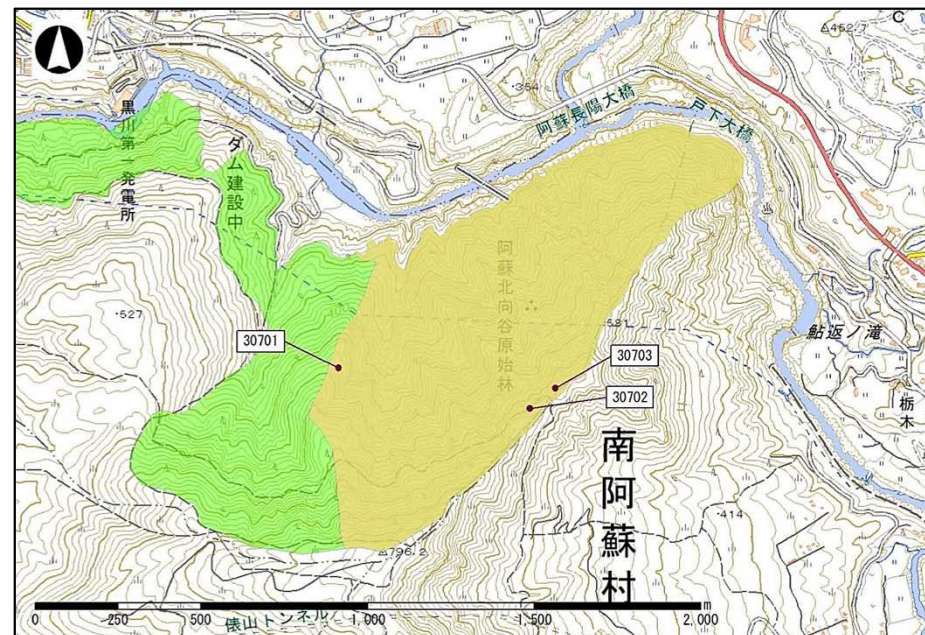 C
452.7
354
阿蘇長陽大橋
戸下大橋
黒川第一発電所
ダム建設中
阿蘇北向谷原始林
527
581
30701
30703
30702
鮎返ノ滝
栃木
南阿蘇村
414
796.2
俵山トンネル
0 250 500 1,000 1,500 2,000 m